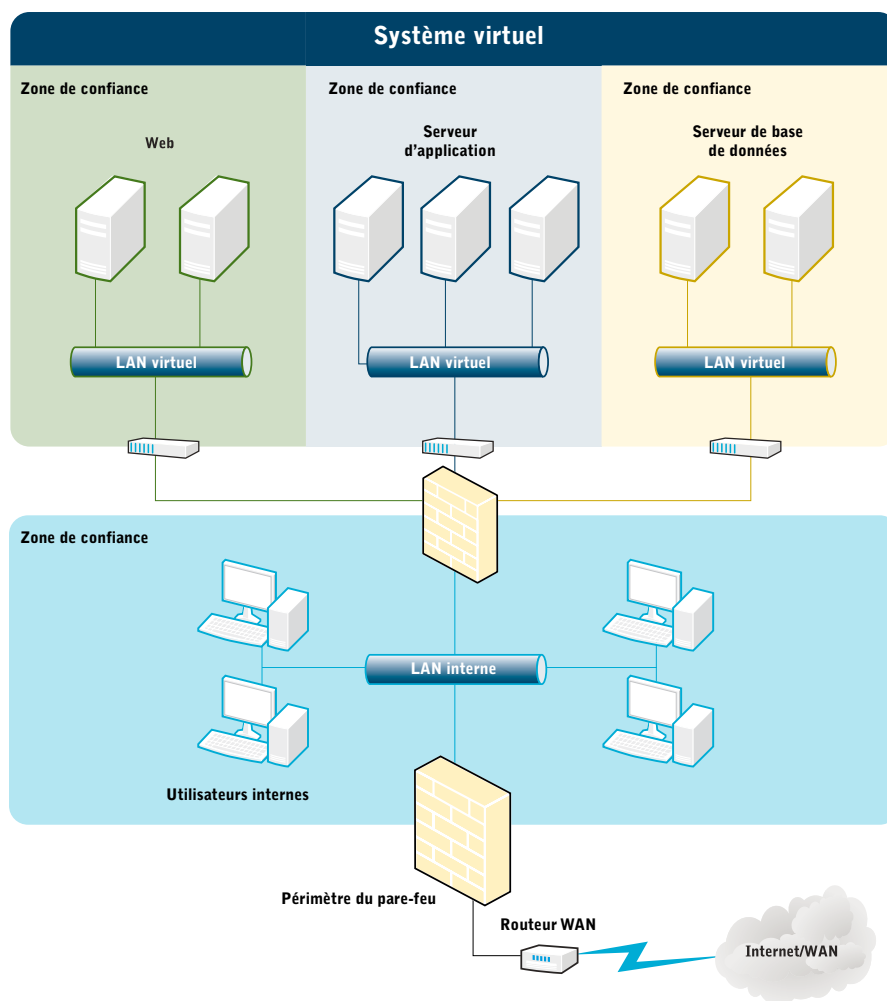 Système virtuel
Zone de confiance
Zone de confiance
Zone de confiance
Web
Serveur
d'application
Serveur de base
de données
LAN virtuel
LAN virtuel
LAN virtuel
Zone de confiance
LAN interne
Utilisateurs internes
Périmètre du pare-feu
Routeur WAN
Internet/WAN